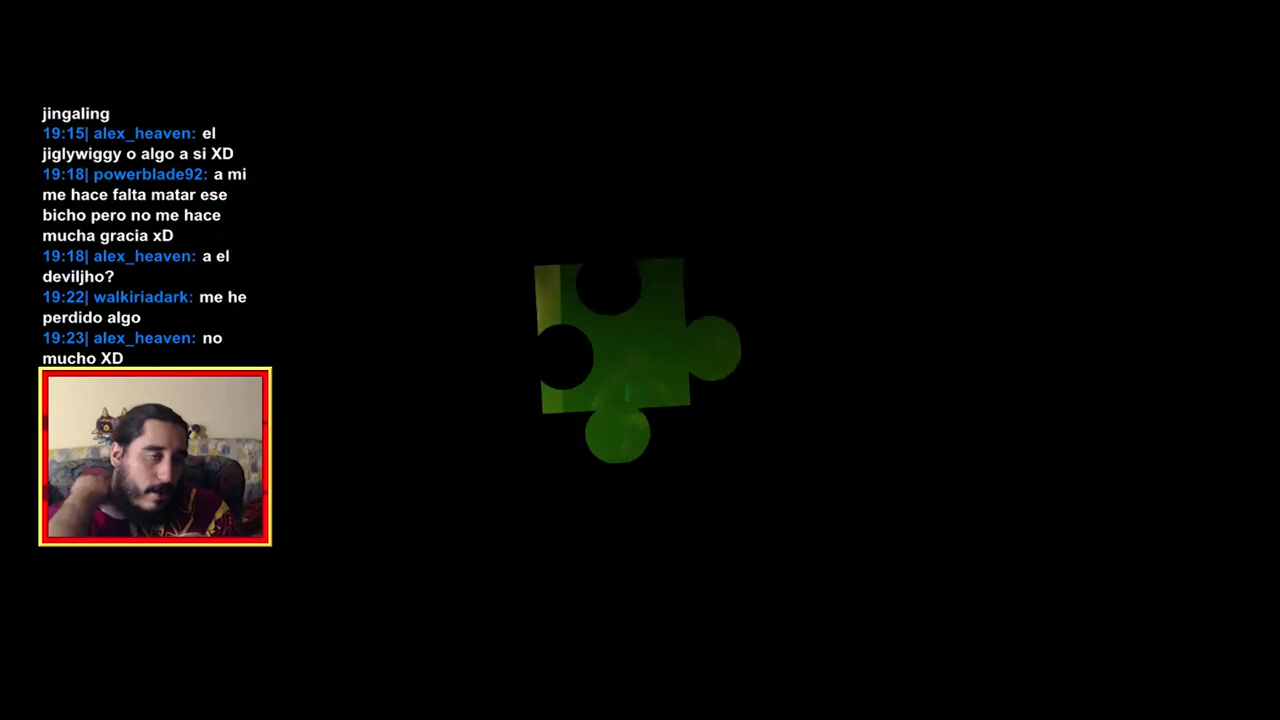 jingaling
19:15| alex_heaven: el
jiglywiggy o algo a si XD
19:18| powerblade92: a mi
me hace falta matar ese
bicho pero no me hace
mucha gracia xD
19:18| alex_heaven: a el
deviljho?
19:22| walkiriadark: me he
perdido algo
19:23| alex_heaven: no
mucho XD